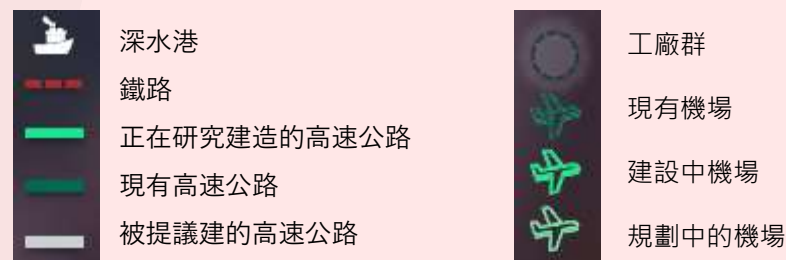 深水港
鐵路
正在研究建造的高速公路
現有高速公路
被提議建的高速公路
工廠群
現有機場
建設中機場
規劃中的機場